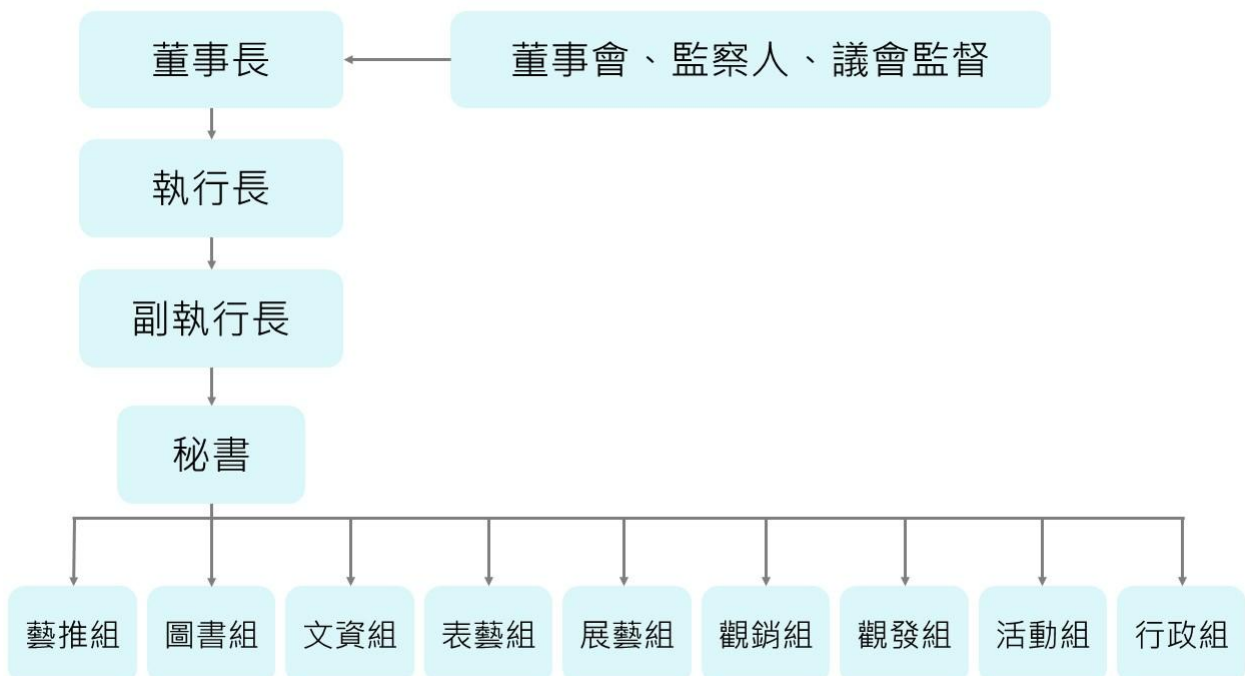 董事長
董事會、監察人、議會監督
執行長
副執行長
秘書
藝推組
圖書組
文資組
表藝組
展藝組
觀銷組
觀發組
活動組
行政組